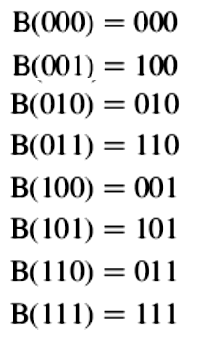 B(000) = 000
B(001) = 100
B(010) = 010
B(011) = 110
B(100) = 001
B(101) = 101
B(110) = 011
B(111) = 111